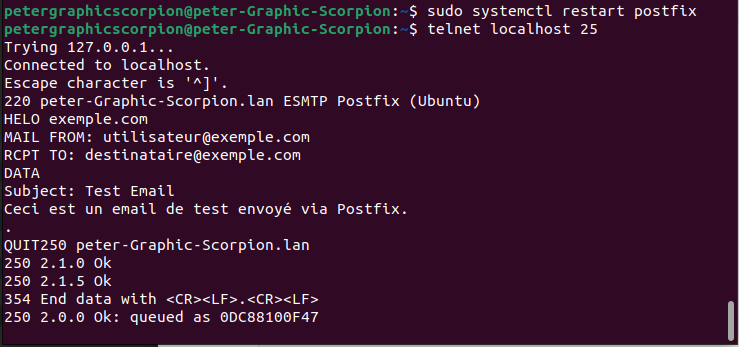 petergraphicscorpion@peter-Graphic-Scorpion:~$ sudo systemctl restart postfix
petergraphicscorpion@peter-Graphic-Scorpion:~$ telnet localhost 25
Trying 127.0.0.1...
Connected to localhost.
Escape character is '^]'.
220 peter-Graphic-Scorpion.lan ESMTP Postfix (Ubuntu)
HELO exemple.com
MAIL FROM: utilisateur@exemple.com
RCPT TO: destinataire@exemple.com
DATA
Subject: Test Email
Ceci est un email de test envoyé via Postfix.
.
QUIT250 peter-Graphic-Scorpion.lan
250 2.1.0 Ok
250 2.1.5 Ok
354 End data with <CR><LF>.<CR><LF>
250 2.0.0 Ok: queued as 0DC88100F47